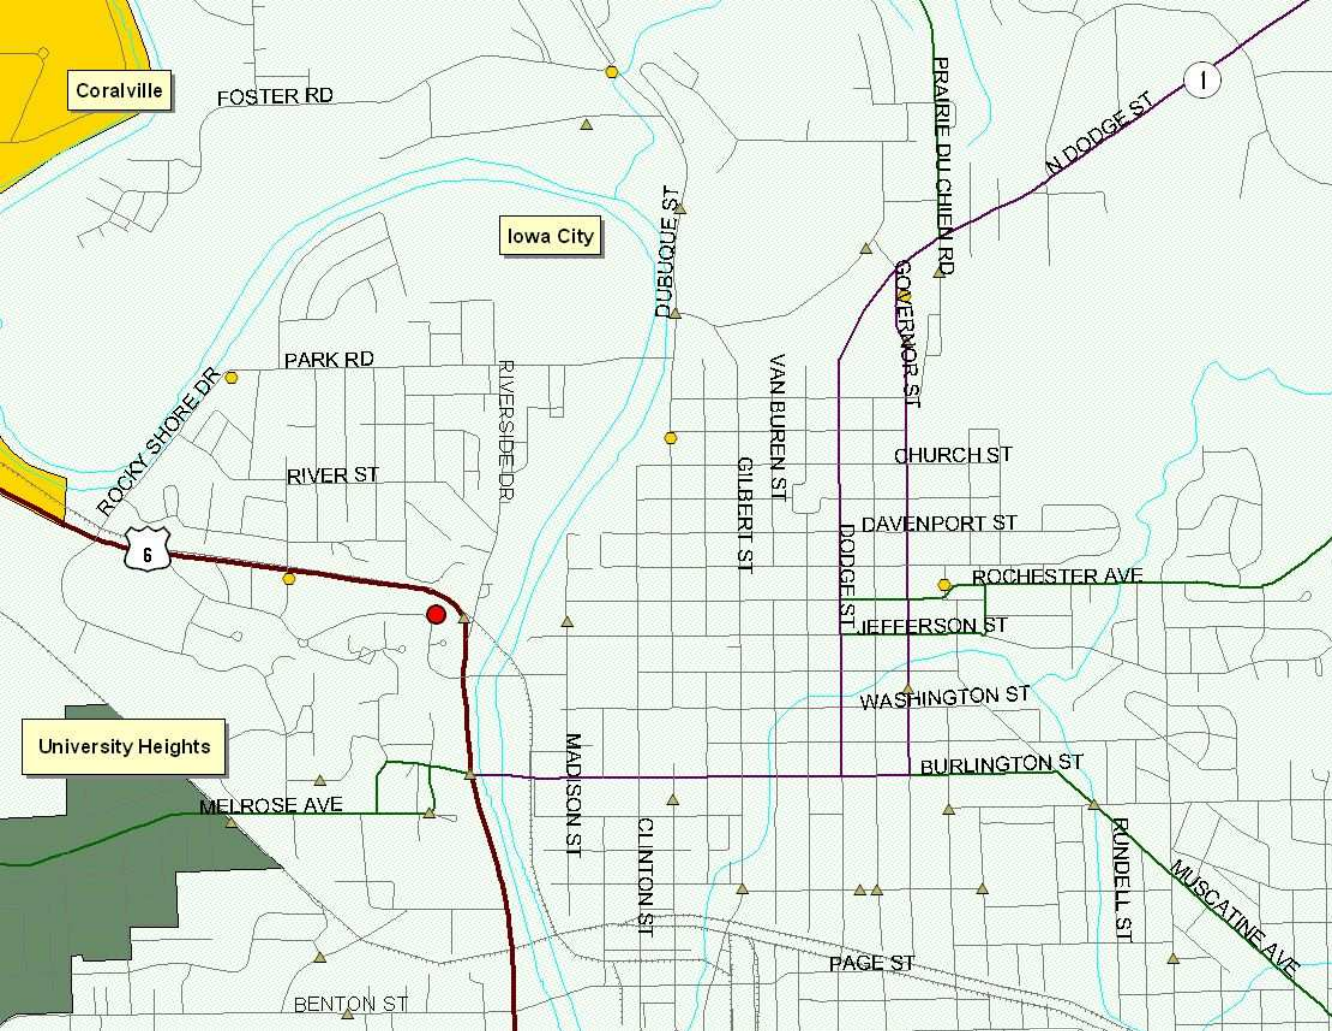 Coralville
FOSTER RD
PRAIRIE DU CHIEN RD
1
N DODGE ST
Iowa City
DUBUQUE ST
GOVERNOR ST
PARK RD
RIVERSIDE DR
VAN BUREN ST
ROCKY SHORE DR
RIVER ST
GILBERT ST
CHURCH ST
DAVENPORT ST
6
DODGE ST
ROCHESTER AVE
JEFFERSON ST
WASHINGTON ST
University Heights
MADISON ST
BURLINGTON ST
MELROSE AVE
CLINTON ST
RUNDELL ST
MUSCATINE AVE
PAGE ST
BENTON ST